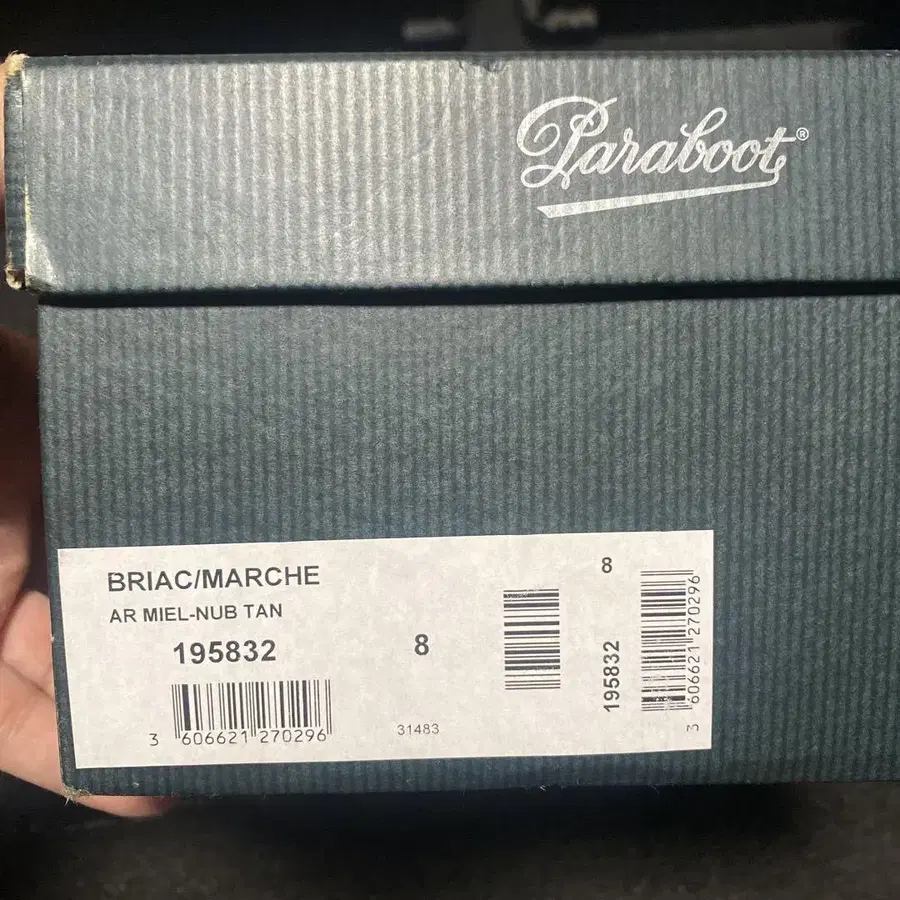 Paraboot®
BRIAC/MARCHE
AR MIEL-NUB TAN
195832
8
3 606621 270296
31483
8
195832
3 606621 270296